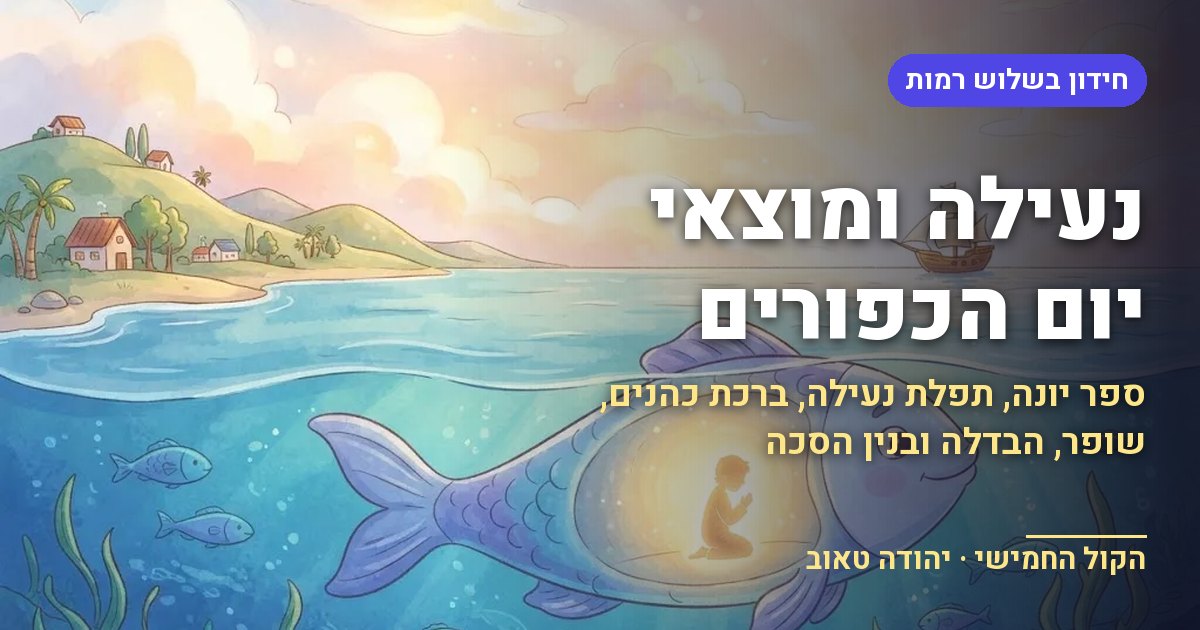 חידון בשלוש רמות
נעילה ומוצאי
יום הכפורים
ספר יונה, תפלת נעילה, ברכת כהנים,
שופר, הבדלה ובנין הסכה
הקול החמישי · יהודה טאוב